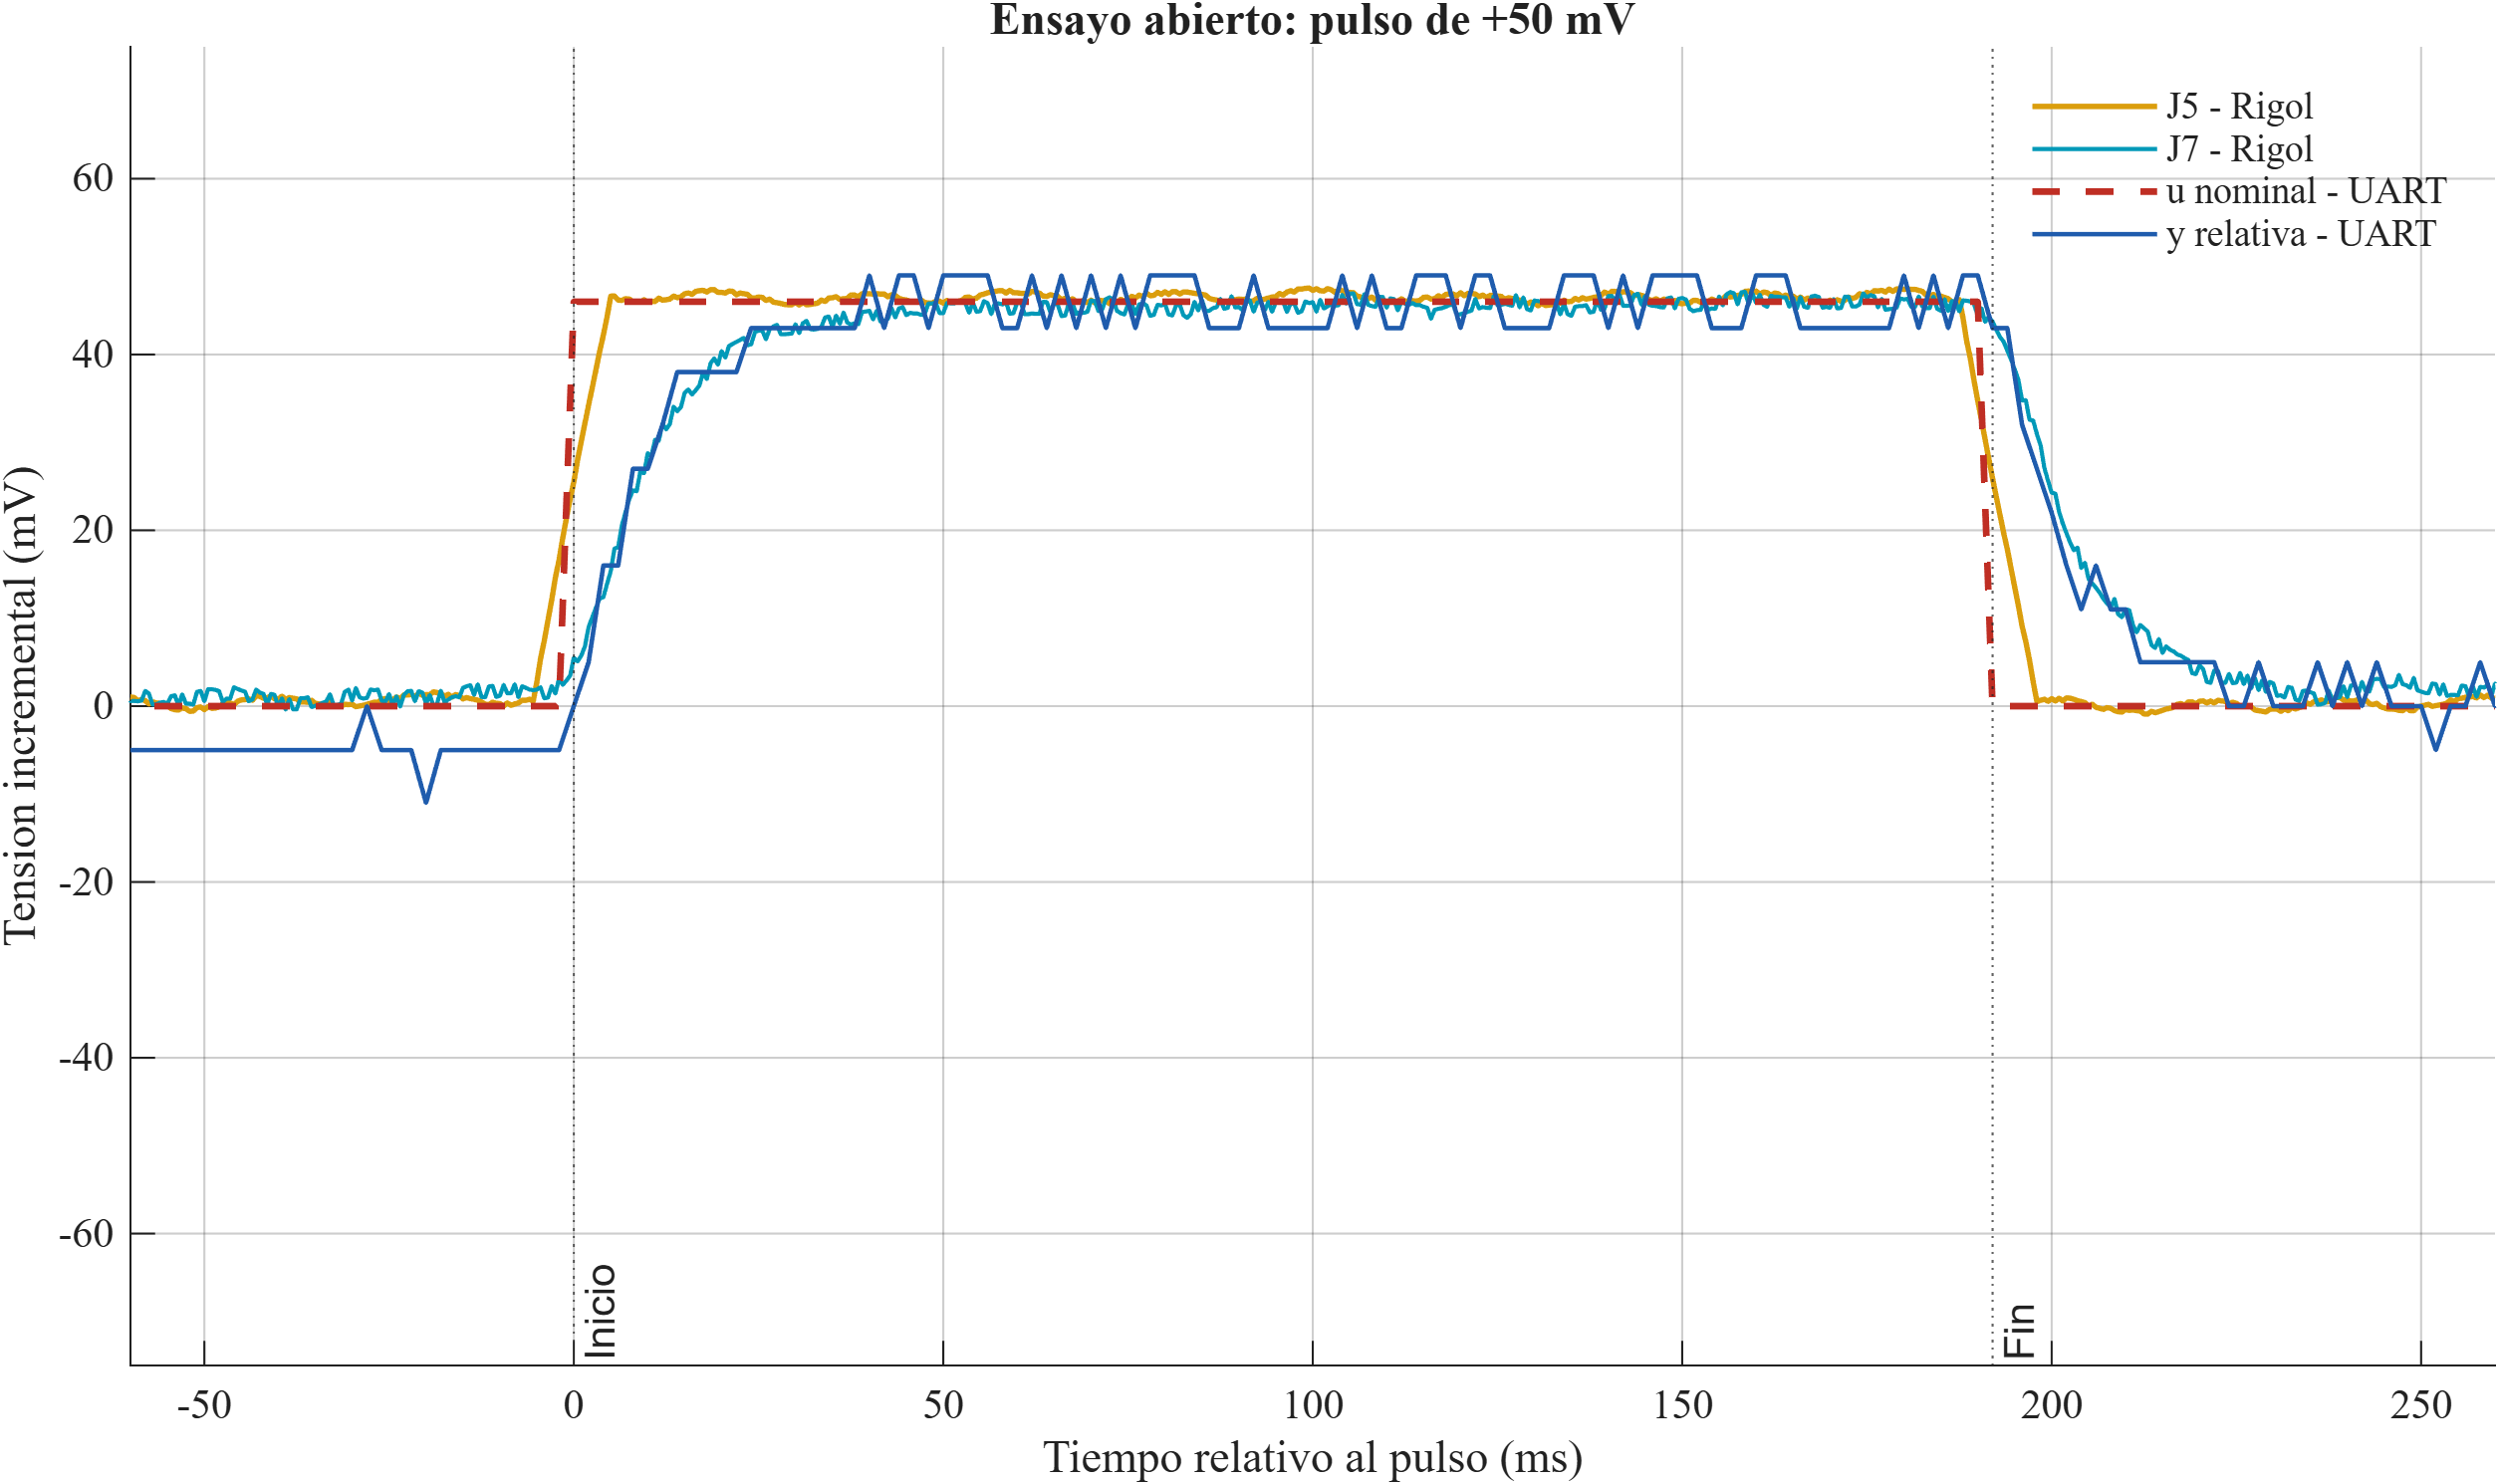 Ensayo abierto: pulso de +50 mV
J5 - Rigol
J7 - Rigol
u nominal - UART
y relativa - UART
Tension incremental (mV)
60
40
20
0
-20
-40
-60
Inicio
Fin
-50
0
50
100
150
200
250
Tiempo relativo al pulso (ms)